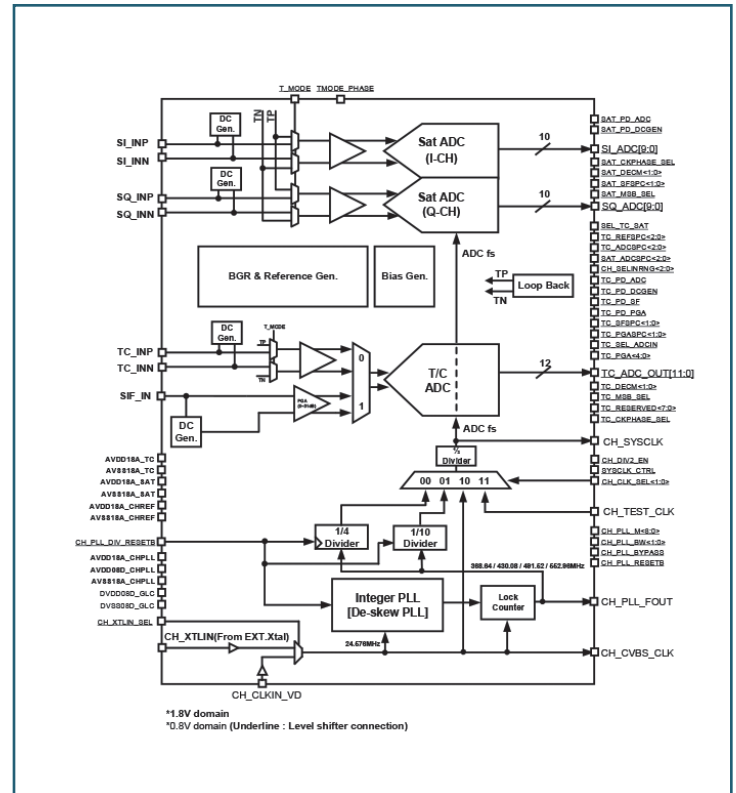 T_MODE TMODE_PHASE
DC
Gen.
TN
TP
SI_INP
SI_INN
DC
Gen.
SQ_INP
SQ_INN
Sat ADC
(I-CH)
Sat ADC
(Q-CH)
10
10
SAT_PD_ADC
SAT_PD_DCGEN
SI_ADC[9:0]
SAT_CKPHASE_SEL
SAT_DECM<1:0>
SAT_SFSPC<1:0>
SAT_MSB_SEL
SQ_ADC[9:0]
ADC fs
BGR & Reference Gen.
Bias Gen.
TP
TN
Loop Back
SEL_TC_SAT
TC_REFSPC<2:0>
TC_ADCSPC<2:0>
SAT_ADCSPC<2:0>
CH_SELINRNG<2:0>
TC_PD_ADC
TC_PD_DCGEN
TC_PD_SF
TC_PD_PGA
TC_SFSPC<1:0>
TC_PGASPC<1:0>
TC_SEL_ADCIN
TC_PGA<4:0>
TC_ADC_OUT[11:0]
TC_DECM<1:0>
TC_MSB_SEL
TC_RESERVED<7:0>
TC_CKPHASE_SEL
DC
Gen.
T_MODE
TP
TN
TC_INP
TC_INN
SIF_IN
DC
Gen.
PGA
0
1
T/C
ADC
12
ADC fs
CH_SYSCLK
½
Divider
CH_DIV2_EN
SYSCLK_CTRL
CH_CLK_SEL<1:0>
00 01 10 11
CH_TEST_CLK
AVDD18A_TC
AVSS18A_TC
AVDD18A_SAT
AVSS18A_SAT
AVDD18A_CHREF
AVSS18A_CHREF
CH_PLL_DIV_RESETB
AVDD18A_CHPLL
AVDD08D_CHPLL
AVSS18A_CHPLL
DVDD08D_GLC
DVSS08D_GLC
CH_XTLIN_SEL
1/4
Divider
1/10
Divider
CH_PLL_M<8:0>
CH_PLL_BW<1:0>
CH_PLL_BYPASS
CH_PLL_RESETB
/ 430.08 / 491.52 / 552.96MHz
Integer PLL
[De-skew PLL]
Lock
Counter
CH_PLL_FOUT
CH_XTLIN(From EXT.Xtal)
24.576MHz
CH_CVBS_CLK
CH_CLKIN_VD
*1.8V domain
*0.8V domain (Underline : Level shifter connection)